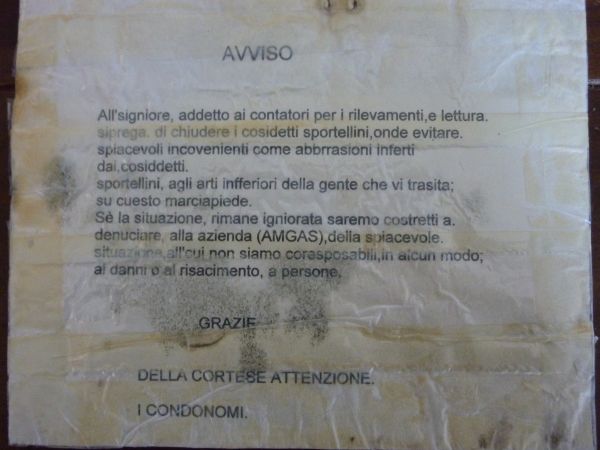 AVVISO
All'signiore, addetto ai contatori per i rilevamenti,e lettura.
siprega. di chiudere i cosidetti sportellini,onde evitare.
spiacevoli incovenienti come abbrrasioni inferti
dai.cosiddetti.
sportellini, agli arti infferiori della gente che vi trasita;
su cuesto marciapiede.
Sè la situazione, rimane igniorata saremo costretti a.
denuciare, alla azienda (AMGAS),della spiacevole.
situazione,all'cui non siamo coresposabili,in alcun modo;
ai danni o al risacimento, a persone.
.GRAZIE
DELLA CORTESE ATTENZIONE.
I CONDONOMI.